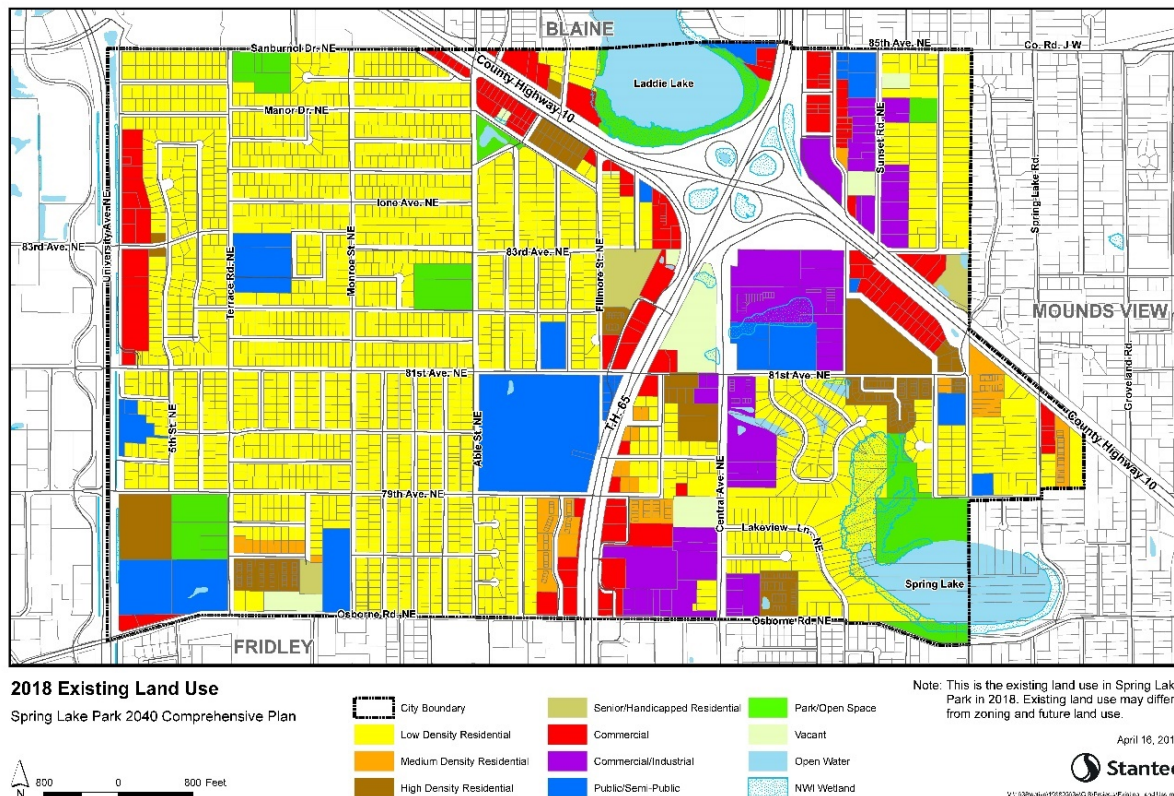 BLAINE
Sanburnol Dr. NE
85th Ave. NE
Co. Rd. J W
County Highway 10
Laddie Lake
Manor Dr. NE
Sunset Rd. NE
Spring Lake Rd.
University Ave. NE
Ione Ave. NE
83rd Ave. NE
83rd Ave. NE
Terrace Rd. NE
Monroe St. NE
Fillmore St. NE
MOUNDS VIEW
Groveland Rd.
81st Ave. NE
81st Ave. NE
T.H. 65
5th St. NE
Able St. NE
County Highway 10
79th Ave. NE
Central Ave. NE
Lakeview Ln. NE
Spring Lake
Osborne Rd. NE
Osborne Rd. NE
FRIDLEY
2018 Existing Land Use
Spring Lake Park 2040 Comprehensive Plan
N
800 0 800 Feet
City Boundary
Low Density Residential
Medium Density Residential
High Density Residential
Senior/Handicapped Residential
Commercial
Commercial/Industrial
Public/Semi-Public
Park/Open Space
Vacant
Open Water
NWI Wetland
Note: This is the existing land use in Spring Lak
Park in 2018. Existing land use may differ
from zoning and future land use.
April 16, 201
Stantec